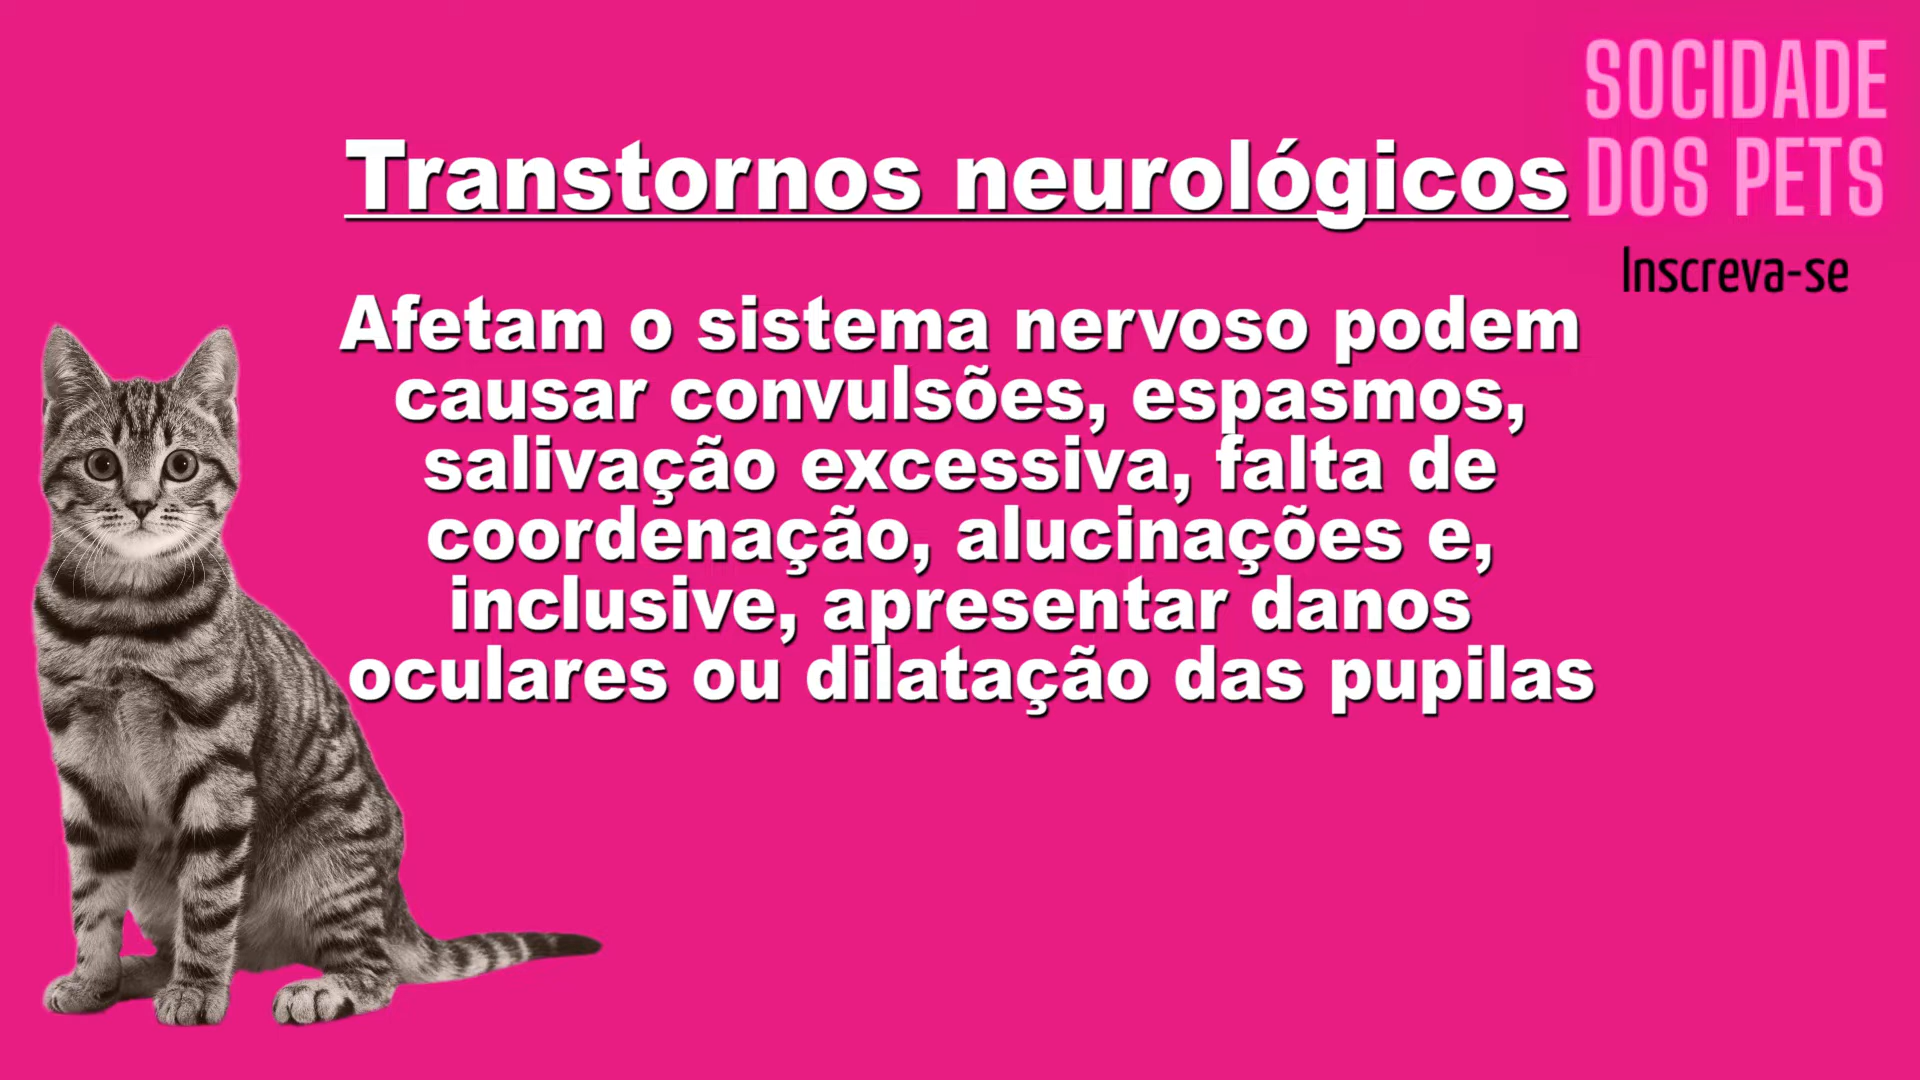 SOCIDADE
DOS PETS
Inscreva-se
Transtornos neurológicos
Afetam o sistema nervoso podem
causar convulsões, espasmos,
salivação excessiva, falta de
coordenação, alucinações e,
inclusive, apresentar danos
oculares ou dilatação das pupilas